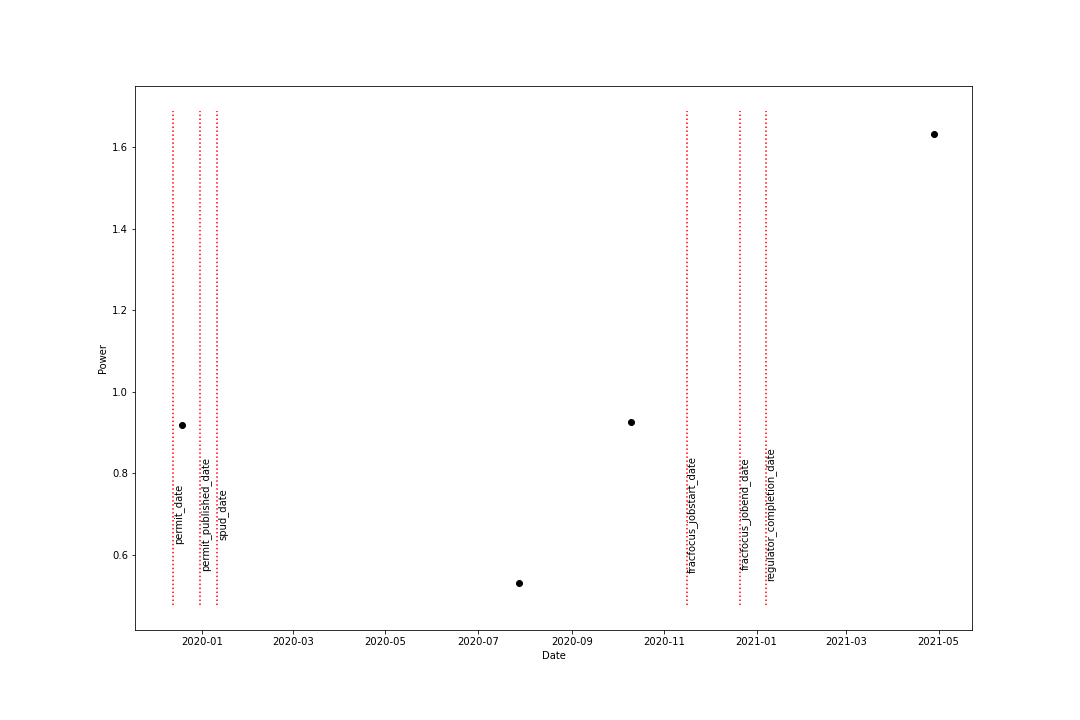 1.6
1.4
1.2
1.0
0.8
0.6
Power
permit_date
permit_published_date
spud_date
fracfocus_jobstart_date
fracfocus_jobend_date
regulator_completion_date
2020-01
2020-03
2020-05
2020-07
2020-09
2020-11
2021-01
2021-03
2021-05
Date